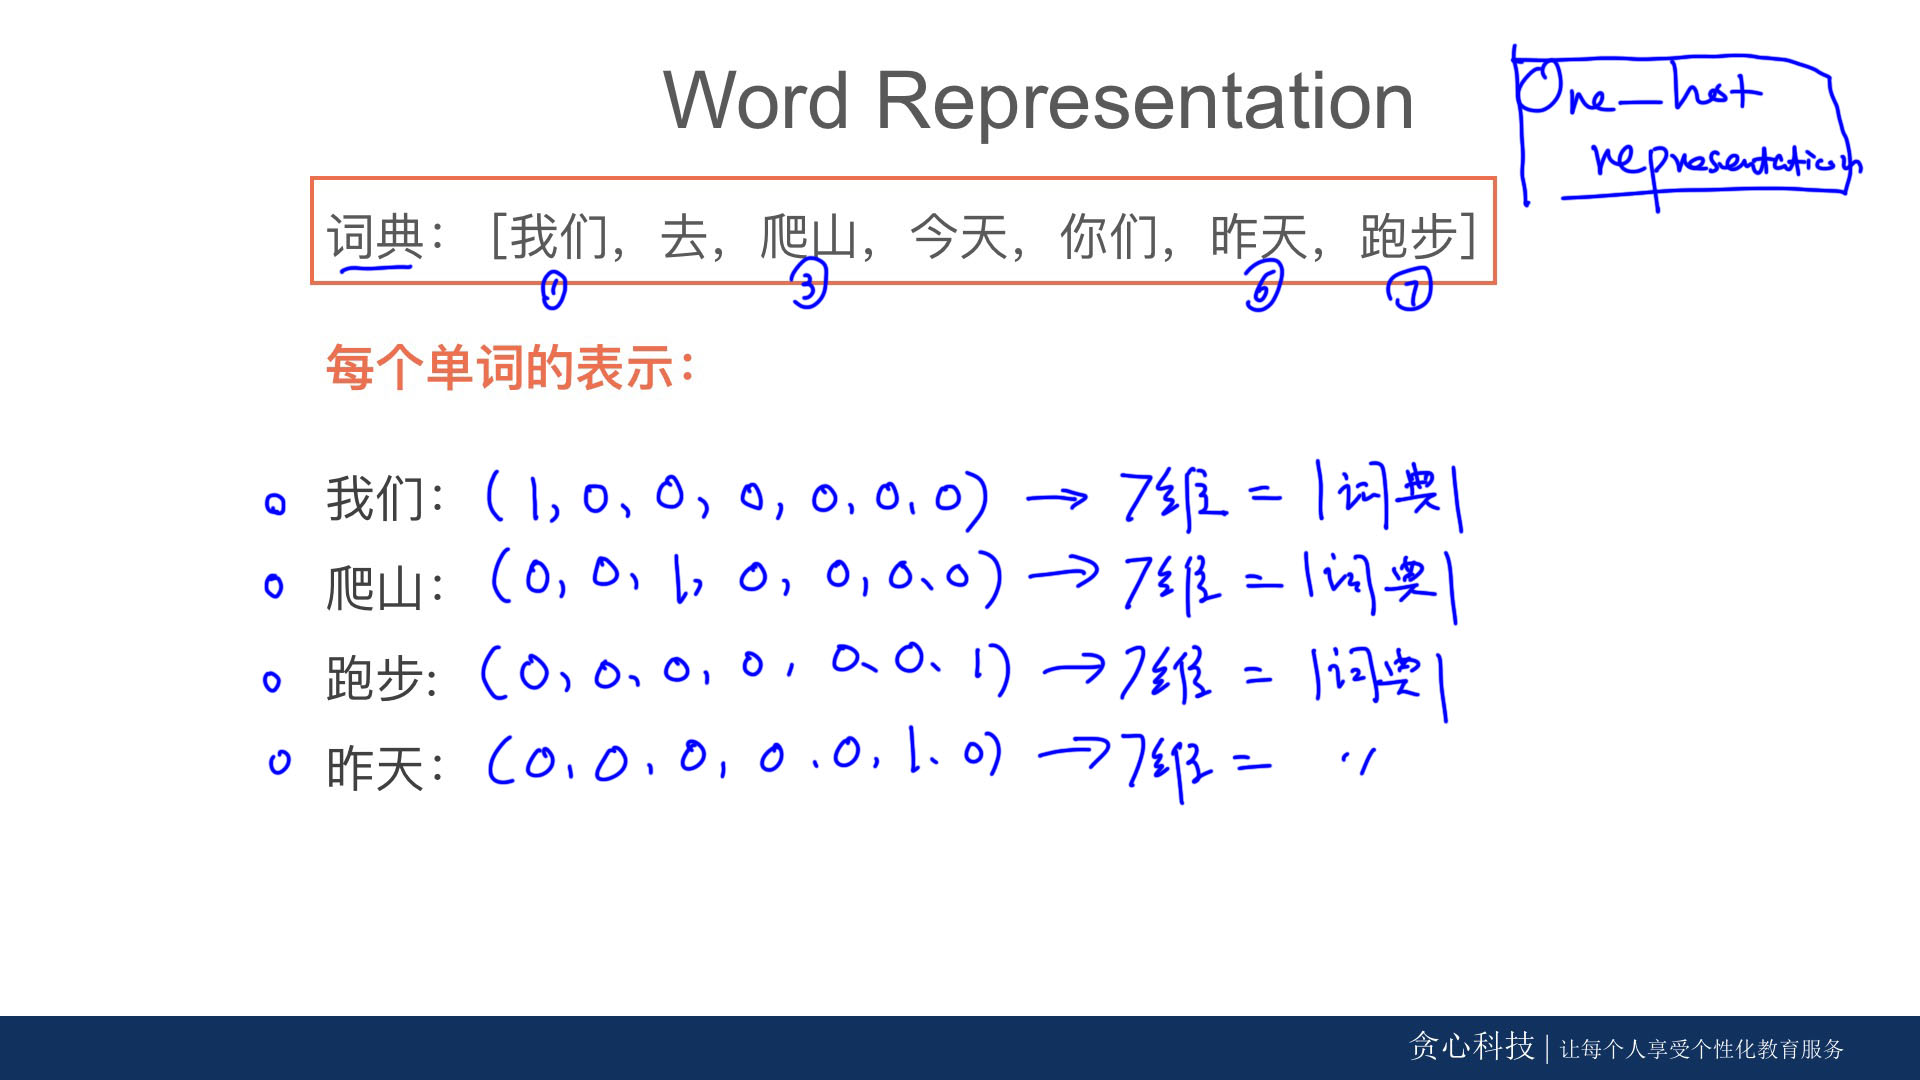 Word Representation
One-hot
representation
词典：[我们，去，爬山，今天，你们，昨天，跑步]
① ③ ⑥ ⑦
每个单词的表示：
我们：(1,0,0,0,0,0,0) → 7维 = |词典|
爬山：(0,0,1,0,0,0,0) → 7维 = |词典|
跑步:(0,0,0,0,0,0,1) → 7维 = |词典|
昨天：(0,0,0,0,0,1,0) → 7维 = 〃
贪心科技 | 让每个人享受个性化教育服务